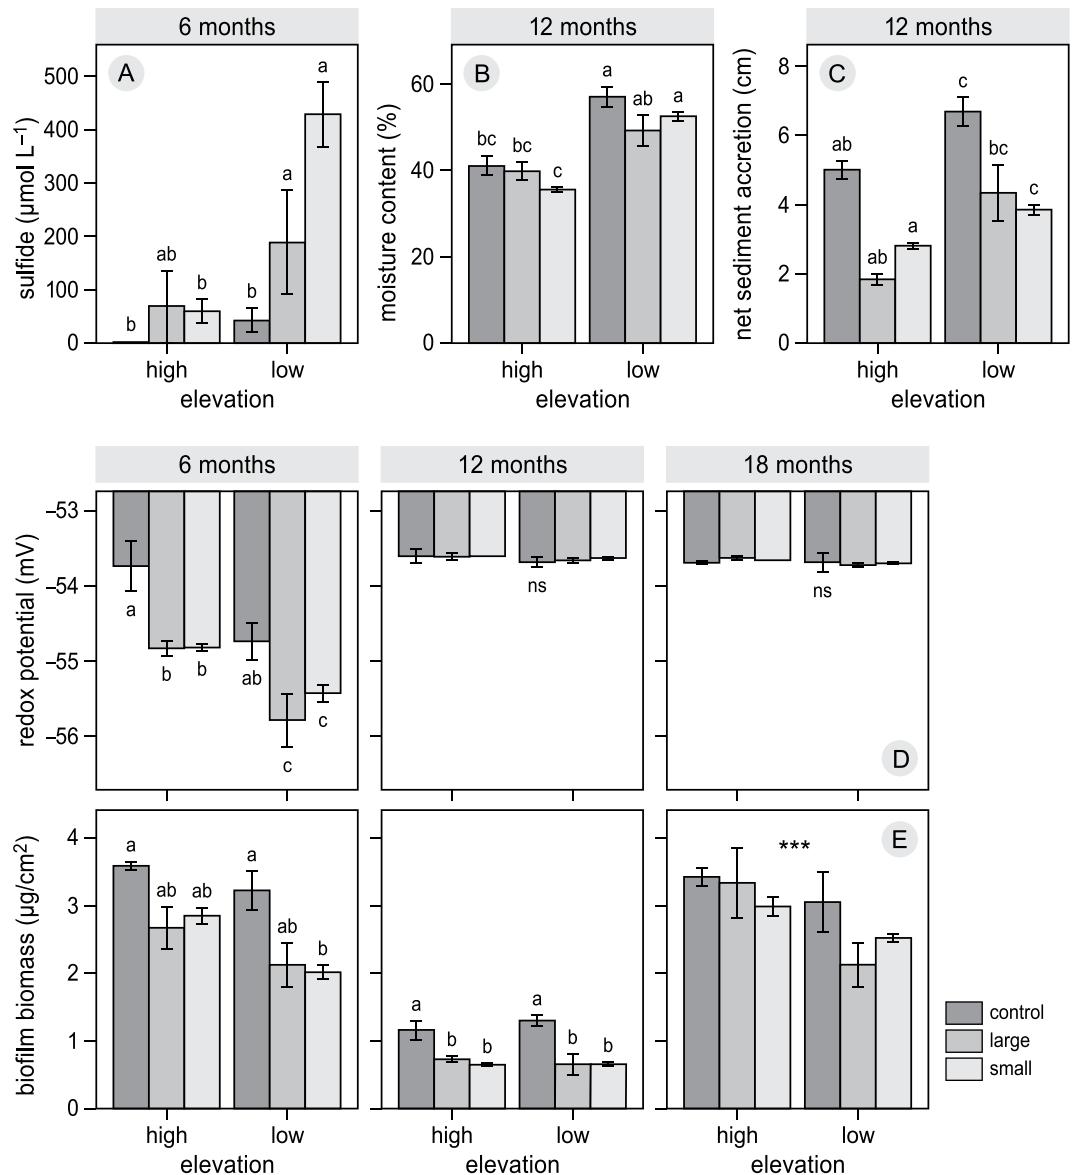 6 months
12 months
12 months
A
B
C
sulfide (µmol L⁻¹)
500
400
300
200
100
0
b
ab
b
b
a
a
high
low
elevation
moisture content (%)
60
40
20
0
bc
bc
c
a
ab
a
high
low
elevation
net sediment accretion (cm)
8
6
4
2
0
ab
ab
a
c
bc
c
high
low
elevation
6 months
12 months
18 months
redox potential (mV)
–53
–54
–55
–56
a
b
b
ab
c
c
ns
ns
D
biofilm biomass (µg/cm²)
4
3
2
1
0
a
ab
ab
a
ab
b
a
b
b
a
b
b
***
E
high
low
elevation
high
low
elevation
high
low
elevation
control
large
small